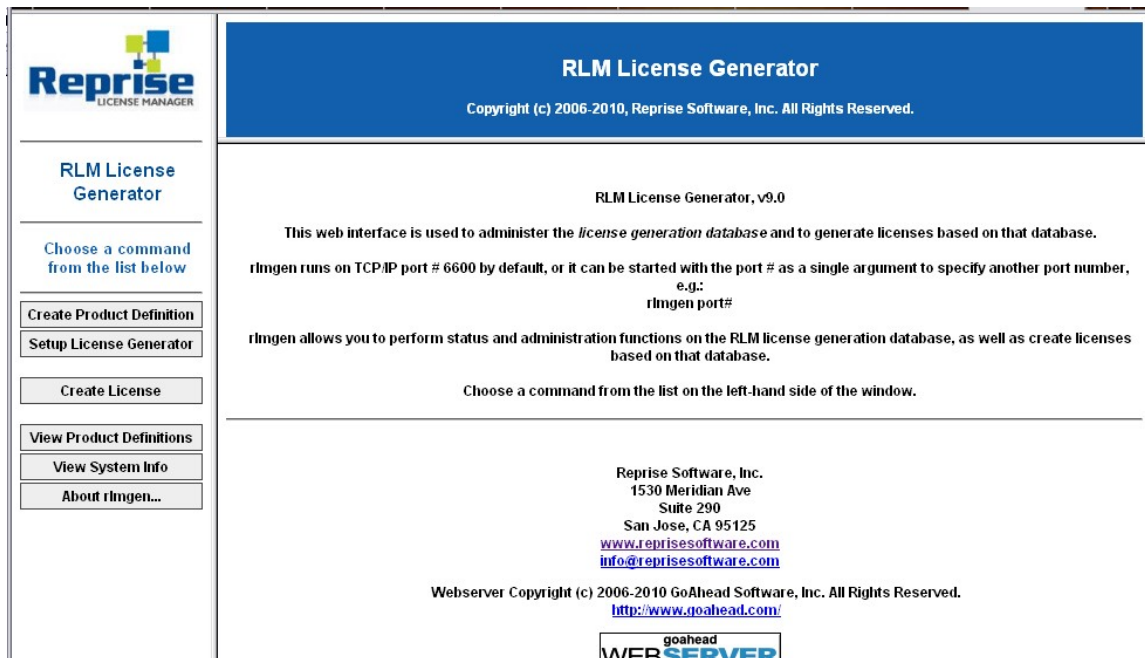 Reprise
LICENSE MANAGER
RLM License
Generator
Choose a command
from the list below
Create Product Definition
Setup License Generator
Create License
View Product Definitions
View System Info
About rlmgen...
RLM License Generator
Copyright (c) 2006-2010, Reprise Software, Inc. All Rights Reserved.
RLM License Generator, v9.0
This web interface is used to administer the license generation database and to generate licenses based on that database.
rlmgen runs on TCP/IP port # 6600 by default, or it can be started with the port # as a single argument to specify another port number,
e.g.:
rlmgen port#
rlmgen allows you to perform status and administration functions on the RLM license generation database, as well as create licenses
based on that database.
Choose a command from the list on the left-hand side of the window.
Reprise Software, Inc.
1530 Meridian Ave
Suite 290
San Jose, CA 95125
www.reprisesoftware.com
info@reprisesoftware.com
Webserver Copyright (c) 2006-2010 GoAhead Software, Inc. All Rights Reserved.
http://www.goahead.com/
goahead
WEBSERVER